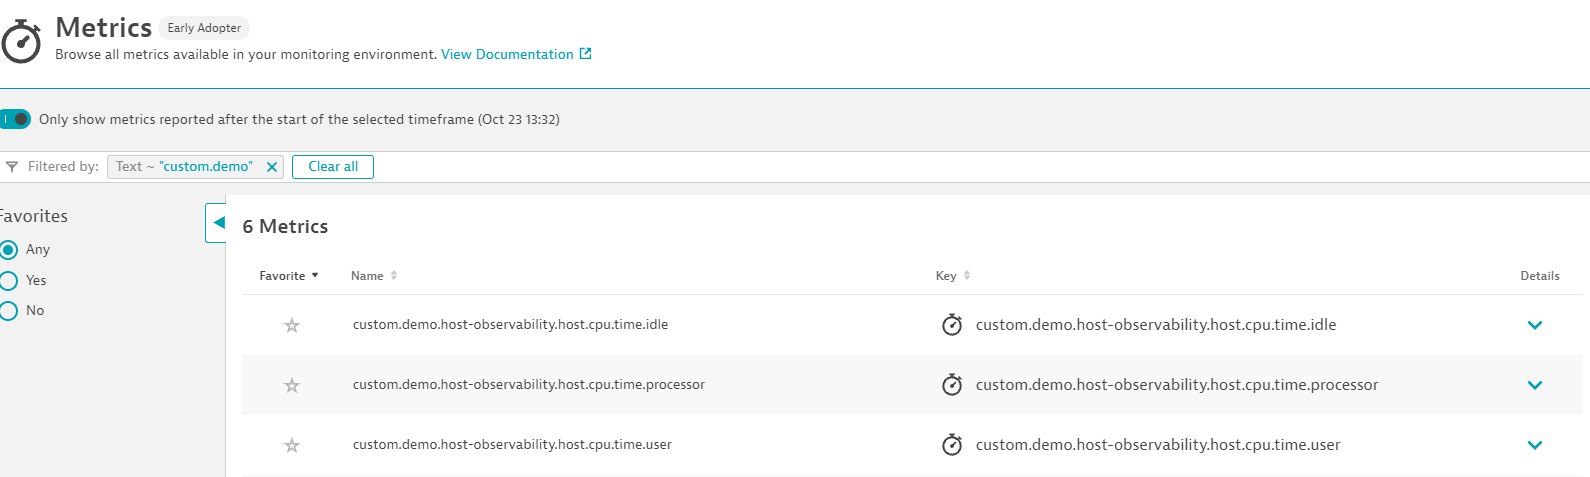 Metrics Early Adopter
Browse all metrics available in your monitoring environment. View Documentation
Only show metrics reported after the start of the selected timeframe (Oct 23 13:32)
Filtered by: Text ~ "custom.demo" Clear all
Favorites
Any
Yes
No
6 Metrics
Favorite Name Key Details
custom.demo.host-observability.host.cpu.time.idle custom.demo.host-observability.host.cpu.time.idle
custom.demo.host-observability.host.cpu.time.processor custom.demo.host-observability.host.cpu.time.processor
custom.demo.host-observability.host.cpu.time.user custom.demo.host-observability.host.cpu.time.user